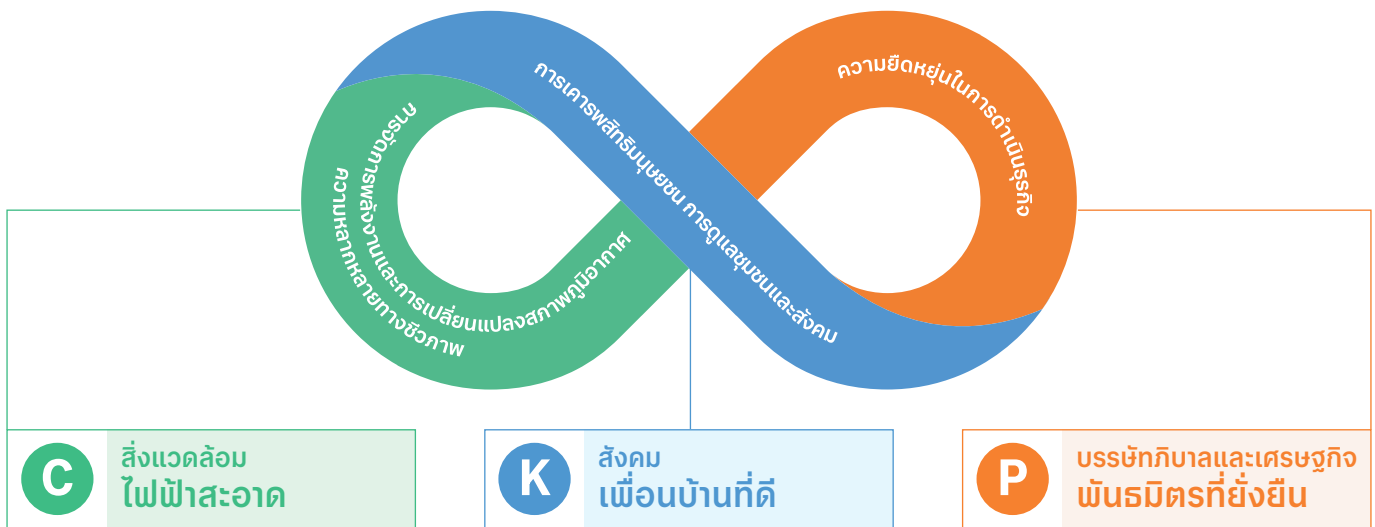 การจัดการพลังงานและการเปลี่ยนแปลงสภาพภูมิอากาศ
ความหลากหลายทางชีวภาพ
การเคารพสิทธิมนุษยชน การดูแลชุมชนและสังคม
ความยืดหยุ่นในการดำเนินธุรกิจ
C
สิ่งแวดล้อม
ไฟฟ้าสะอาด
K
สังคม
เพื่อนบ้านที่ดี
P
บรรษัทภิบาลและเศรษฐกิจ
พันธมิตรที่ยั่งยืน